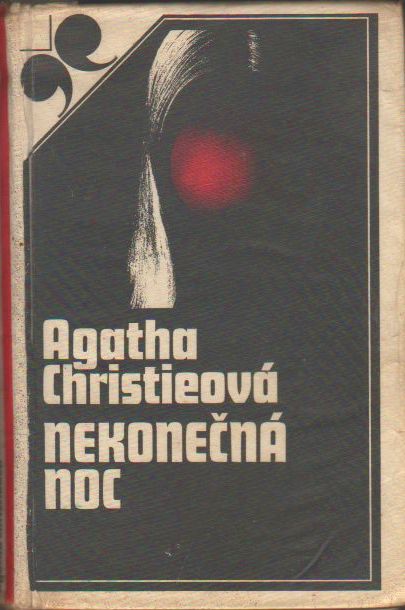 Agatha
Christieová
NEKONEČNÁ
NOC